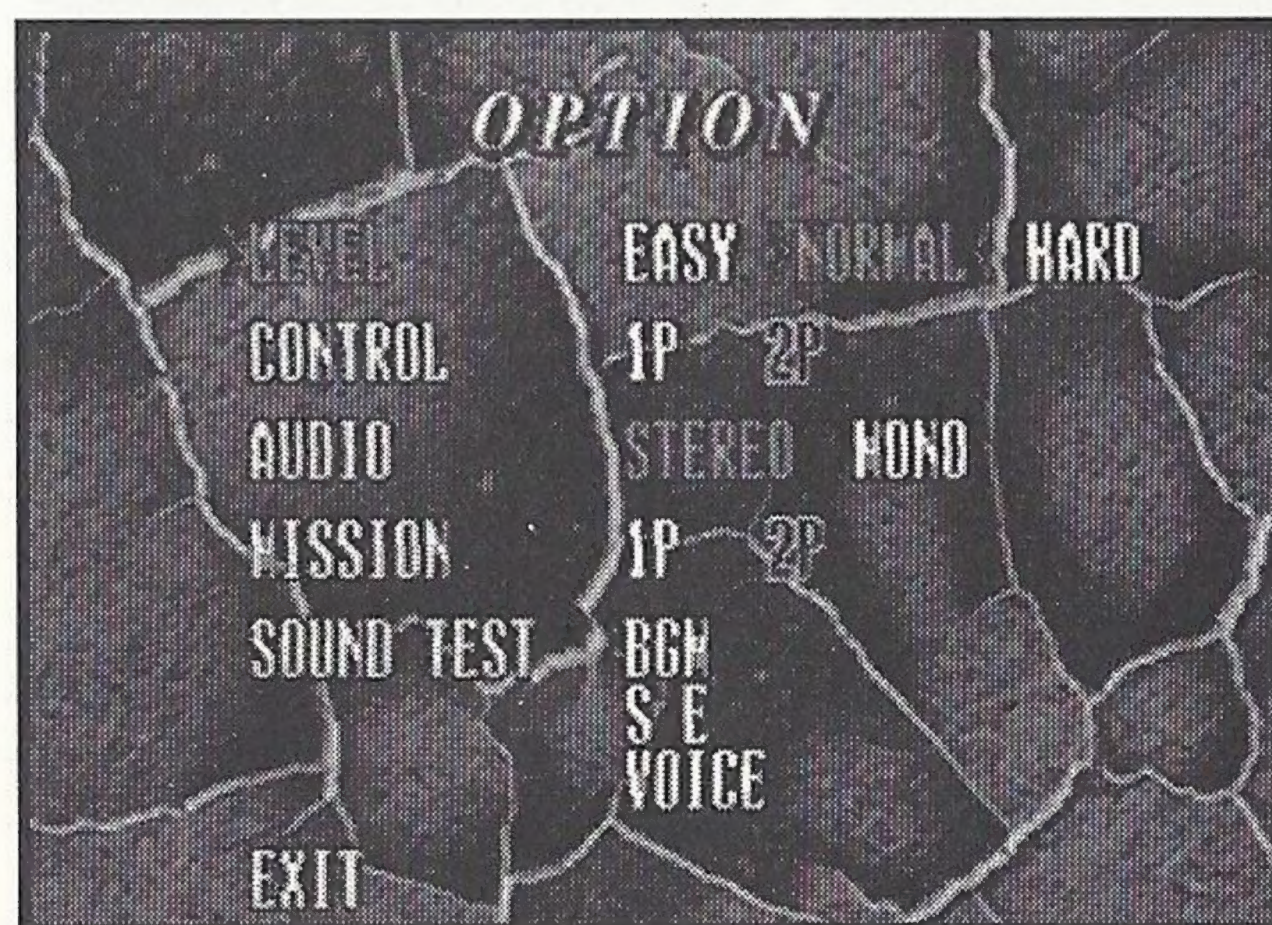 OPTION
LEVEL EASY NORMAL HARD
CONTROL 1P 2P
AUDIO STEREO MONO
MISSION 1P 2P
SOUND TEST BGM
S E
VOICE
EXIT